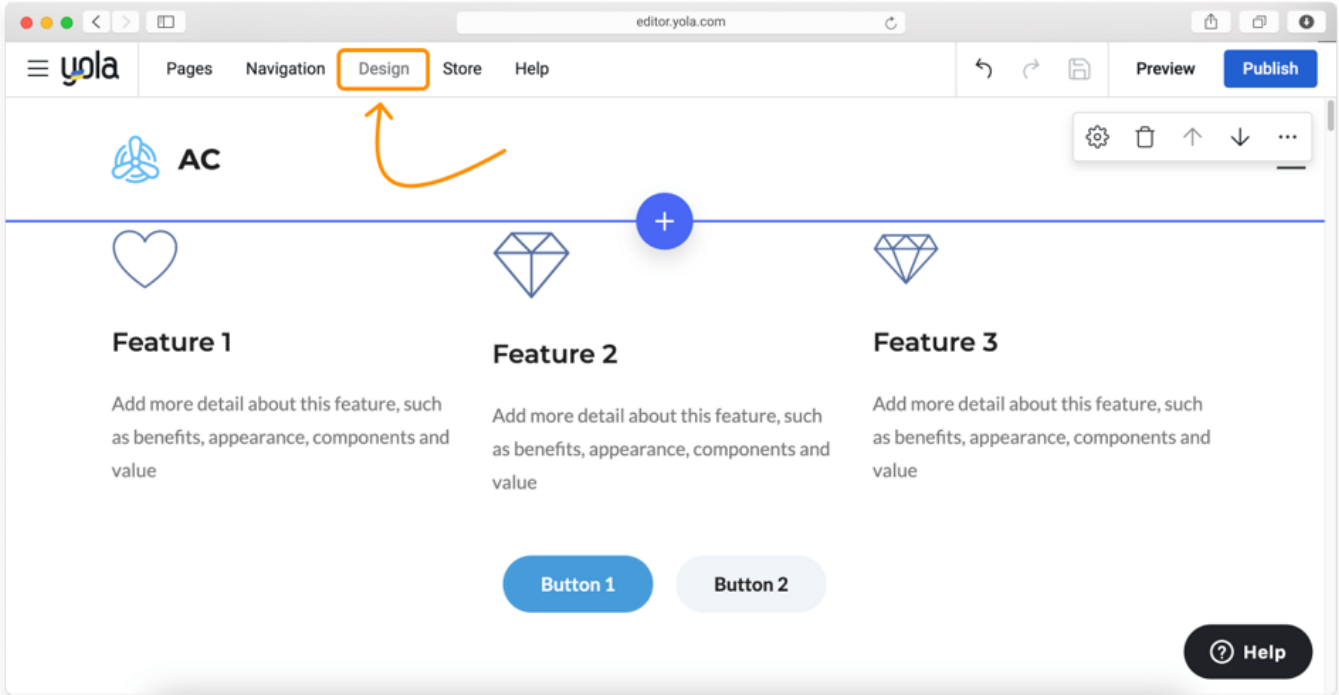 editor.yola.com
yola
Pages Navigation Design Store Help
Preview Publish
AC
Feature 1
Add more detail about this feature, such
as benefits, appearance, components and
value
Feature 2
Add more detail about this feature, such
as benefits, appearance, components and
value
Feature 3
Add more detail about this feature, such
as benefits, appearance, components and
value
Button 1 Button 2
Help